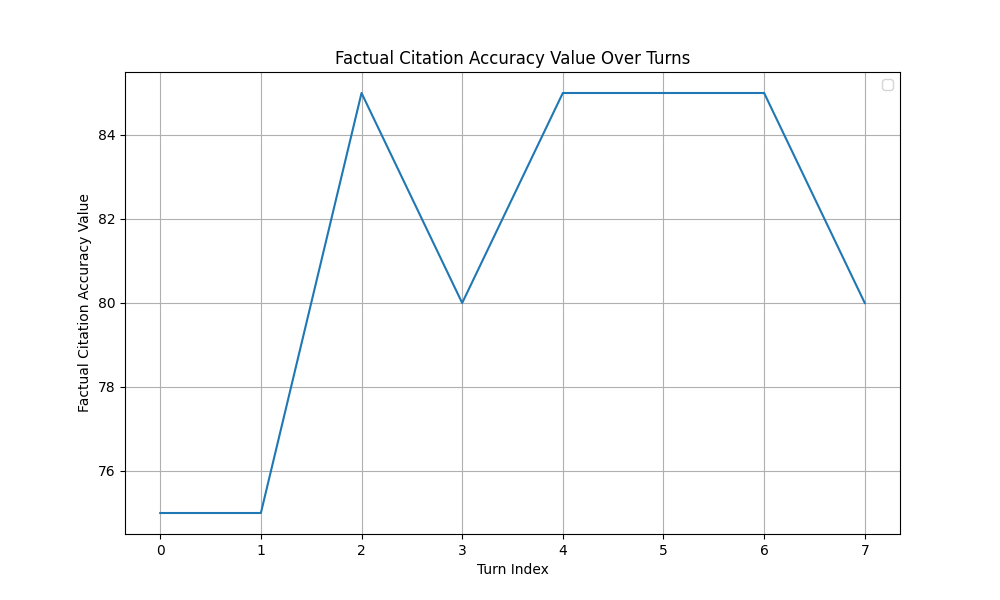 Factual Citation Accuracy Value Over Turns
Factual Citation Accuracy Value
84
82
80
78
76
0 1 2 3 4 5 6 7
Turn Index